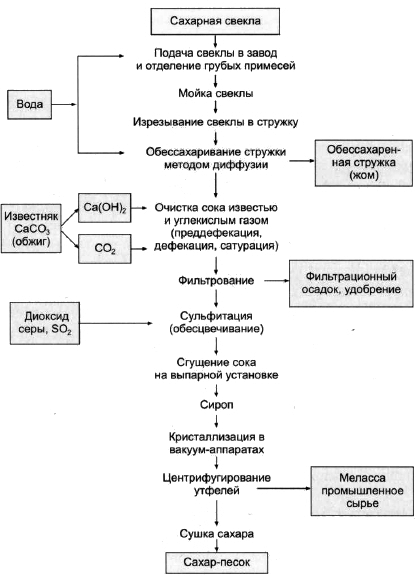 Сахарная свекла
Подача свеклы в завод
и отделение грубых примесей
Вода
Мойка свеклы
Изрезывание свеклы в стружку
Обессахаривание стружки
методом диффузии
Обессахарен-
ная стружка
(жом)
Известняк
CaCO₃
(обжиг)
Ca(OH)₂
CO₂
Очистка сока известью
и углекислым газом
(преддефекация,
дефекация, сатурация)
Фильтрование
Фильтрационный
осадок, удобрение
Диоксид
серы, SO₂
Сульфитация
(обесцвечивание)
Сгущение сока
на выпарной установке
Сироп
Кристаллизация в
вакуум-аппаратах
Центрифугирование
утфелей
Меласса
промышленное
сырье
Сушка сахара
Сахар-песок